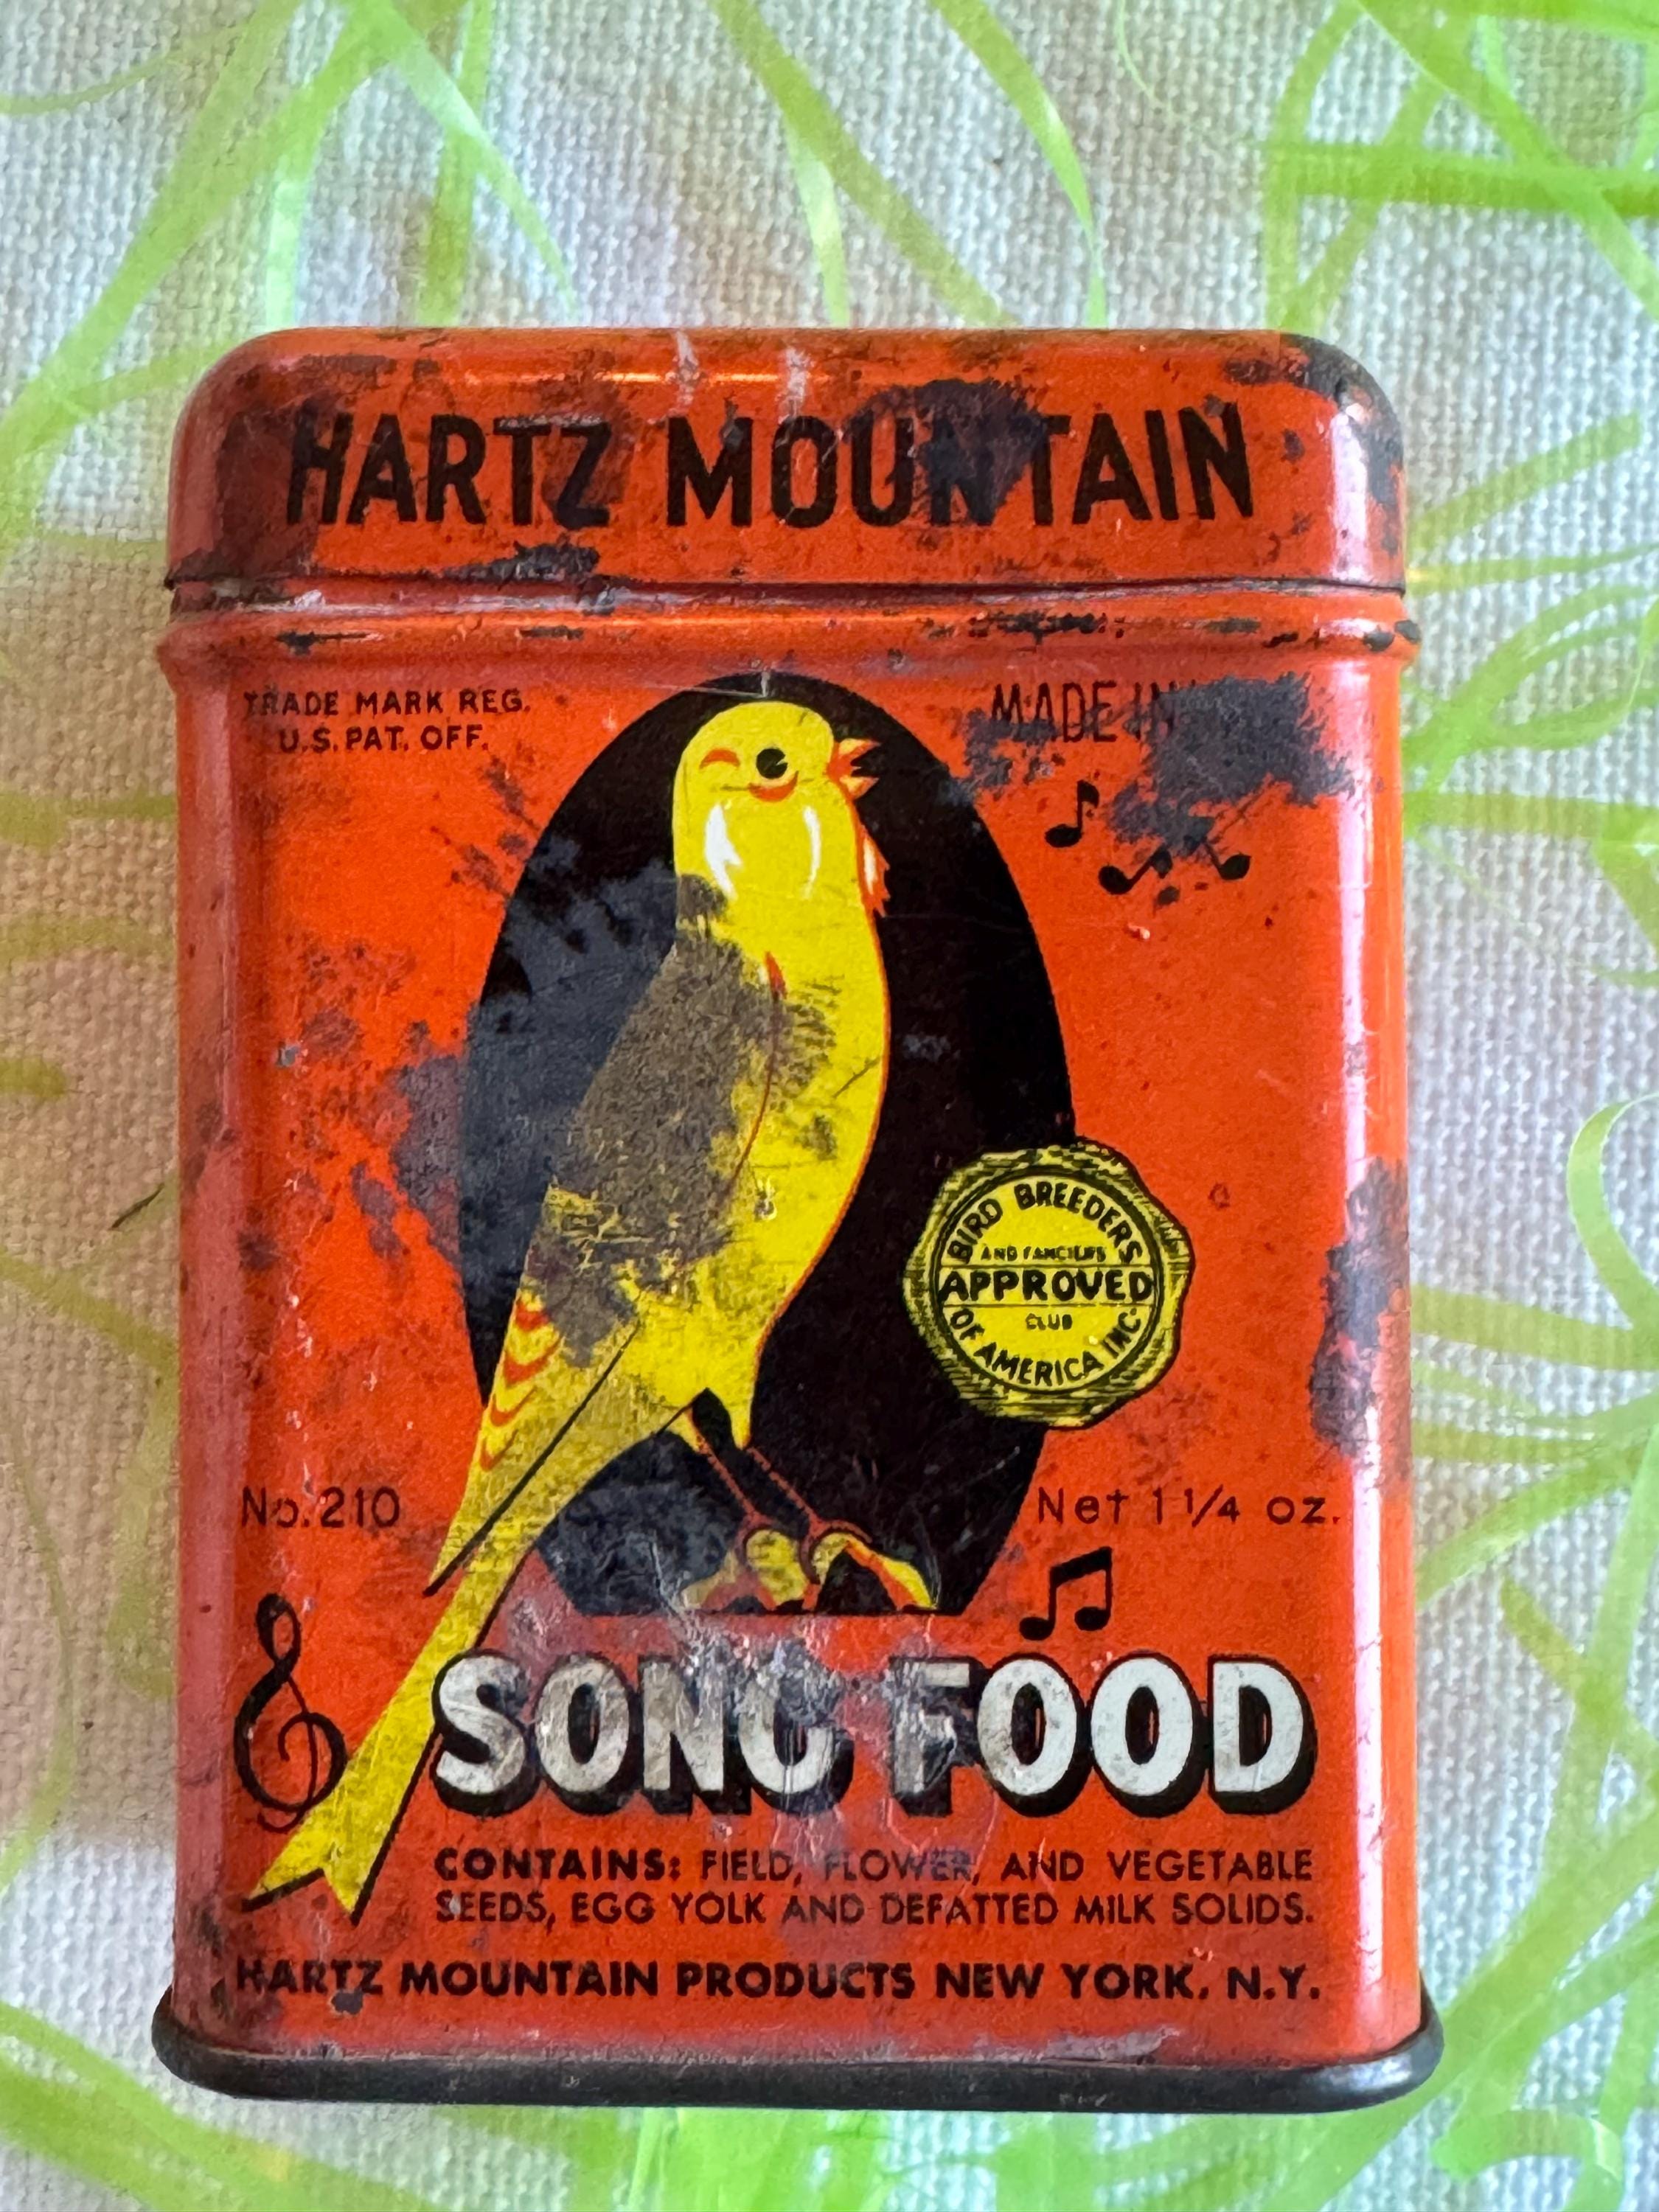 HARTZ MOUNTAIN
TRADE MARK REG.
U.S. PAT. OFF.
MADE IN
BIRD BREEDERS
AND FANCIERS
APPROVED
CLUB
OF AMERICA INC.
No. 210
Net 1 1/4 oz.
SONG FOOD
CONTAINS: FIELD, FLOWER, AND VEGETABLE
SEEDS, EGG YOLK AND DEFATTED MILK SOLIDS.
HARTZ MOUNTAIN PRODUCTS NEW YORK, N.Y.